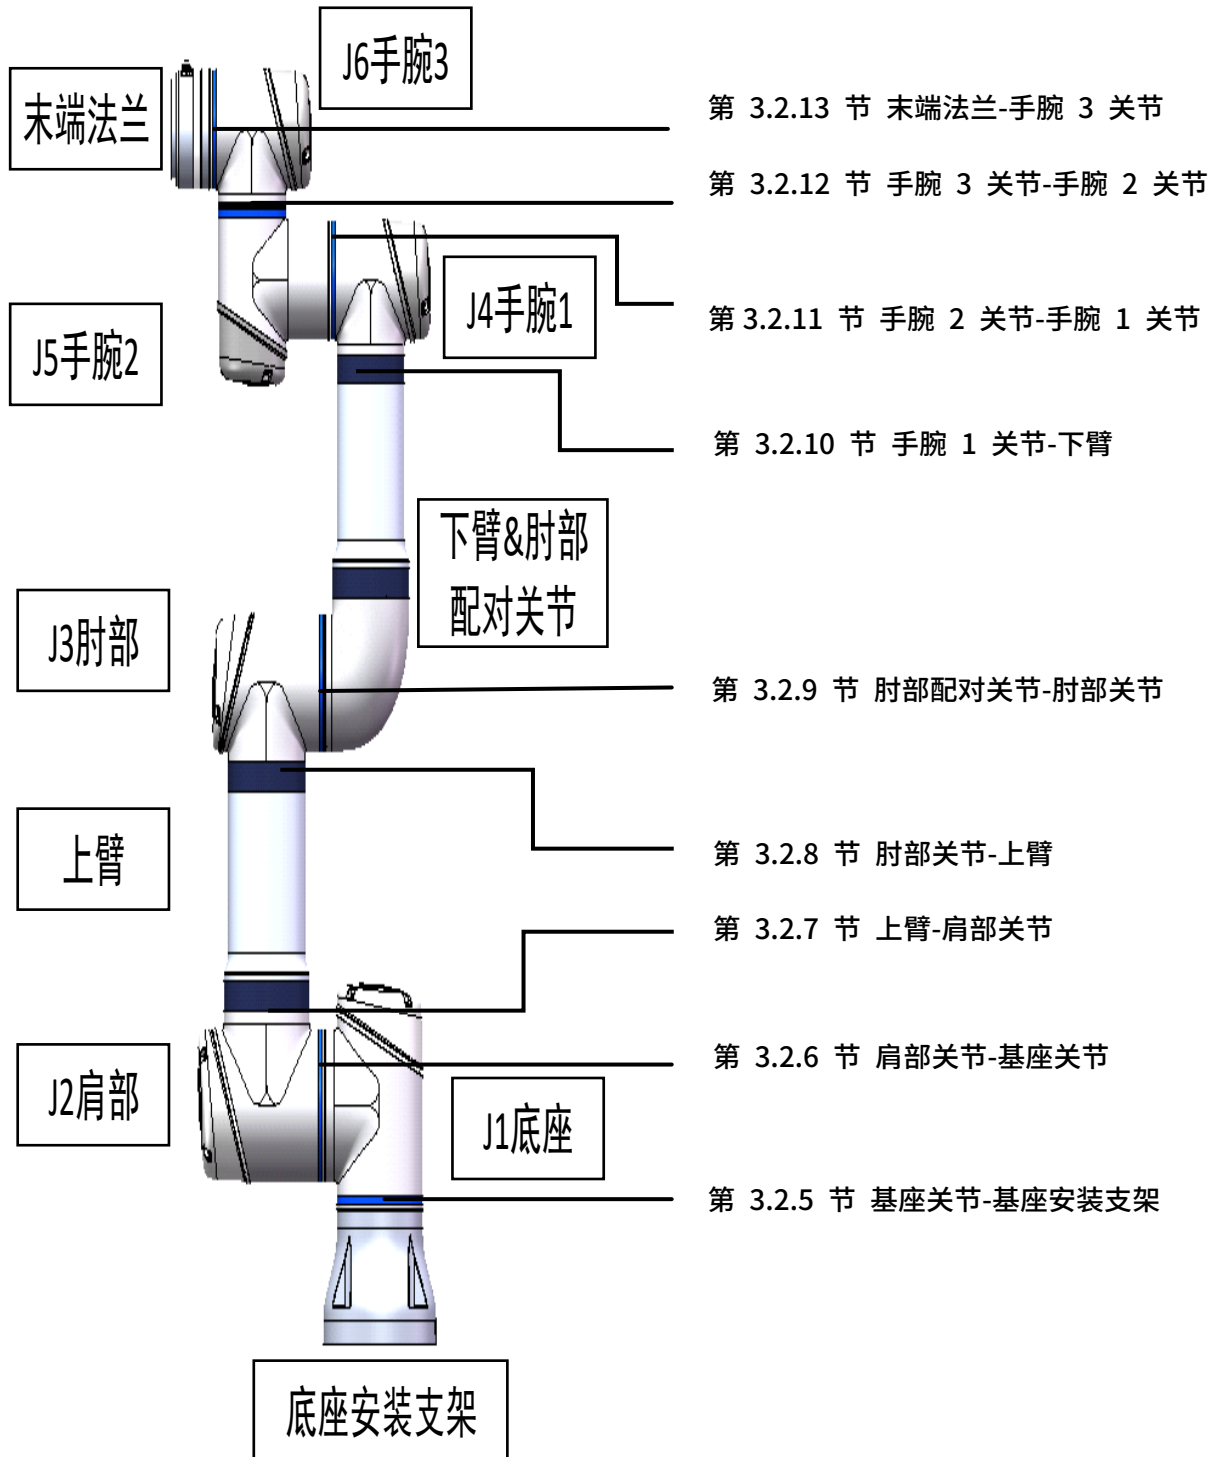 J6手腕3
末端法兰
第 3.2.13 节 末端法兰-手腕 3 关节
第 3.2.12 节 手腕 3 关节-手腕 2 关节
J4手腕1
第 3.2.11 节 手腕 2 关节-手腕 1 关节
J5手腕2
第 3.2.10 节 手腕 1 关节-下臂
下臂&肘部
配对关节
J3肘部
第 3.2.9 节 肘部配对关节-肘部关节
上臂
第 3.2.8 节 肘部关节-上臂
第 3.2.7 节 上臂-肩部关节
第 3.2.6 节 肩部关节-基座关节
J2肩部
J1底座
第 3.2.5 节 基座关节-基座安装支架
底座安装支架